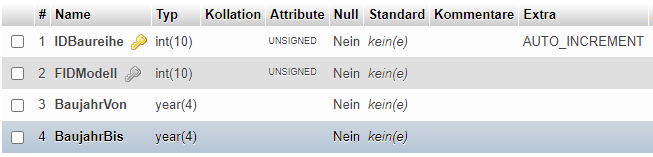 # Name Typ Kollation Attribute Null Standard Kommentare Extra
1 IDBaureihe int(10) UNSIGNED Nein kein(e) AUTO_INCREMENT
2 FIDModell int(10) UNSIGNED Nein kein(e)
3 BaujahrVon year(4) Nein kein(e)
4 BaujahrBis year(4) Nein kein(e)